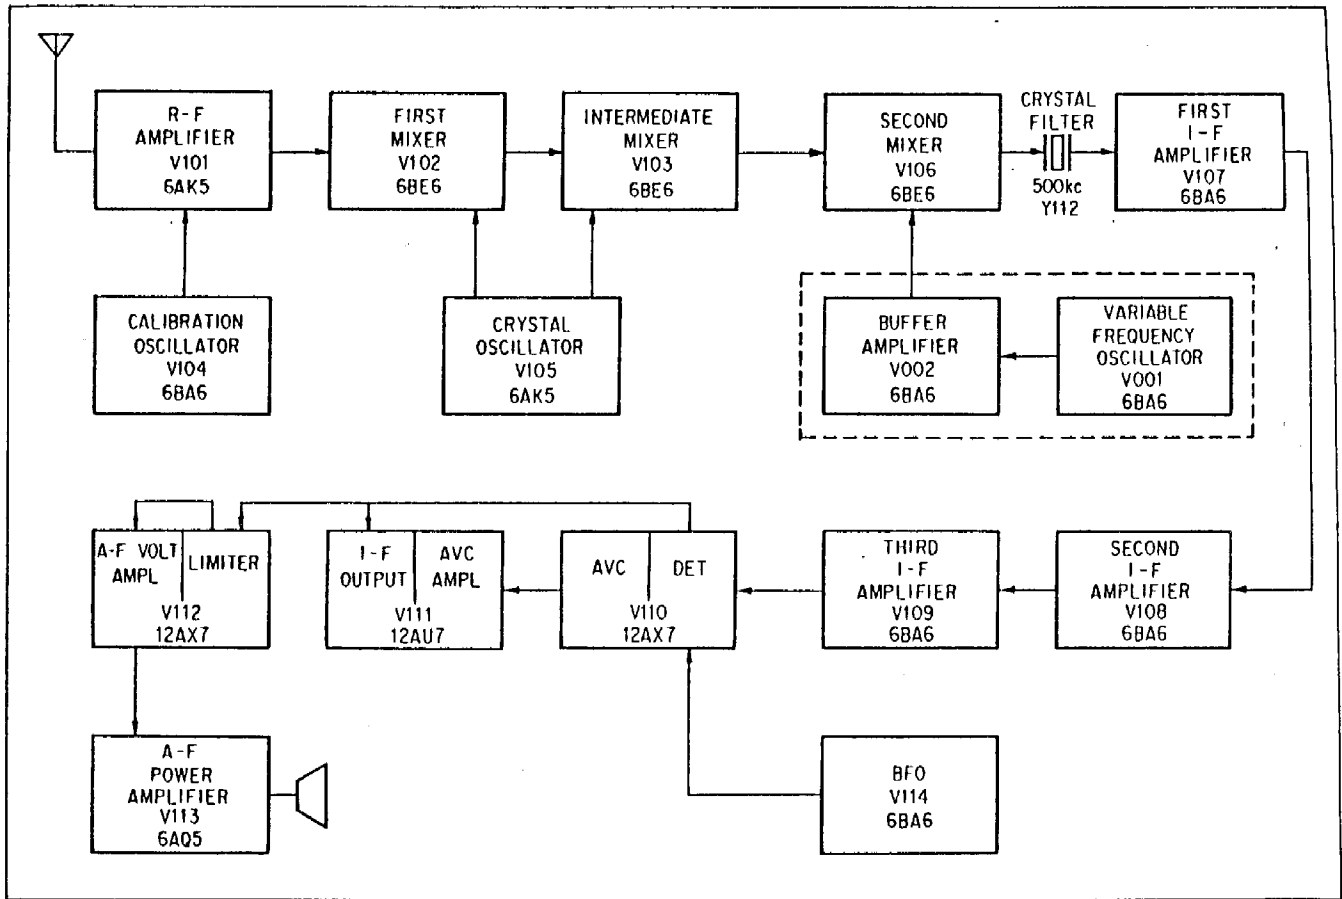 R-F
AMPLIFIER
V101
6AK5
FIRST
MIXER
V102
6BE6
INTERMEDIATE
MIXER
V103
6BE6
SECOND
MIXER
V106
6BE6
CRYSTAL
FILTER
500kc
Y112
FIRST
I-F
AMPLIFIER
V107
6BA6
CALIBRATION
OSCILLATOR
V104
6BA6
CRYSTAL
OSCILLATOR
V105
6AK5
BUFFER
AMPLIFIER
V002
6BA6
VARIABLE
FREQUENCY
OSCILLATOR
V001
6BA6
A-F VOLT
AMPL
LIMITER
V112
12AX7
I-F
OUTPUT
AVC
AMPL
V111
12AU7
AVC
DET
V110
12AX7
THIRD
I-F
AMPLIFIER
V109
6BA6
SECOND
I-F
AMPLIFIER
V108
6BA6
A-F
POWER
AMPLIFIER
V113
6AQ5
BFO
V114
6BA6